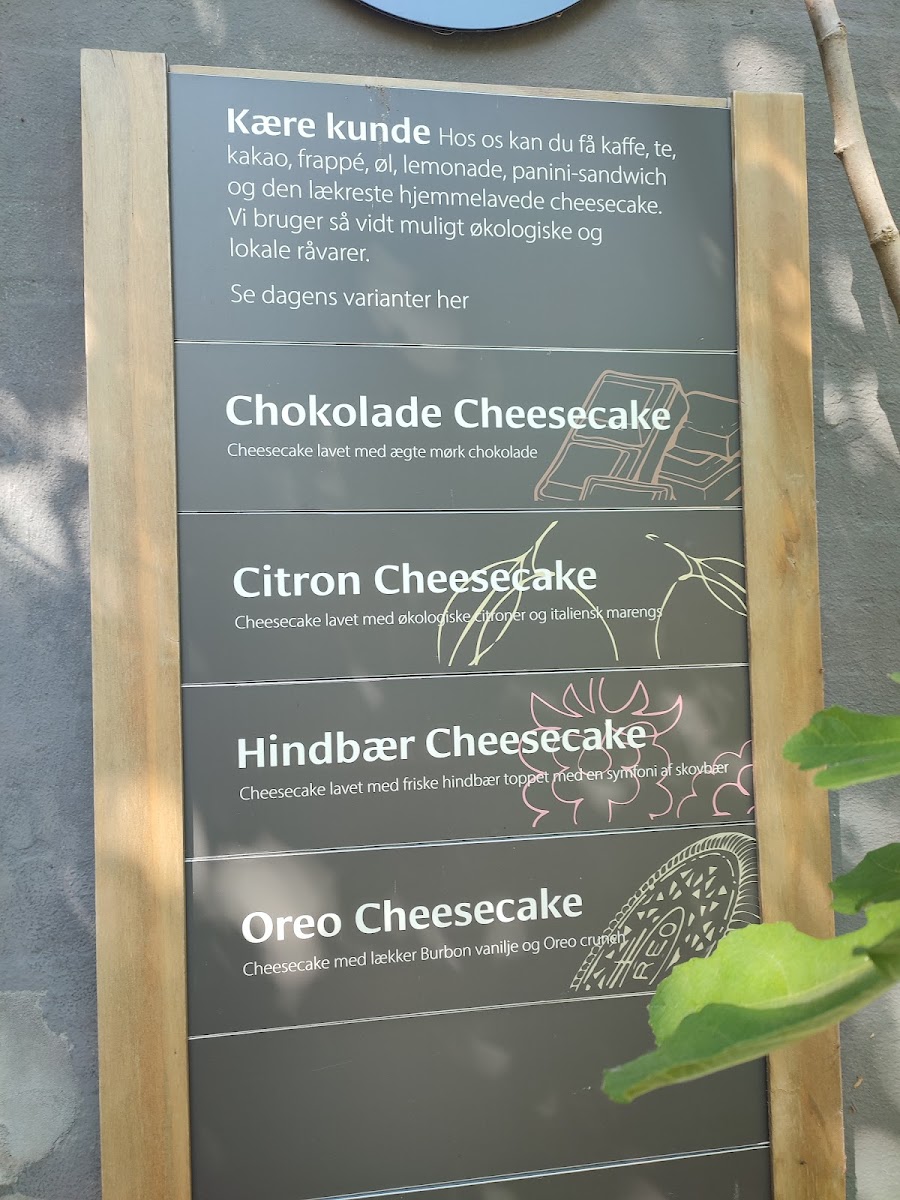 Kære kunde Hos os kan du få kaffe, te,
kakao, frappé, øl, lemonade, panini-sandwich
og den lækreste hjemmelavede cheesecake.
Vi bruger så vidt muligt økologiske og
lokale råvarer.
Se dagens varianter her
Chokolade Cheesecake
Cheesecake lavet med ægte mørk chokolade
Citron Cheesecake
Cheesecake lavet med økologiske citroner og italiensk marengs
Hindbær Cheesecake
Cheesecake lavet med friske hindbær toppet med en symfoni af skovbær
Oreo Cheesecake
Cheesecake med lækker Burbon vanilje og Oreo crunch
REO